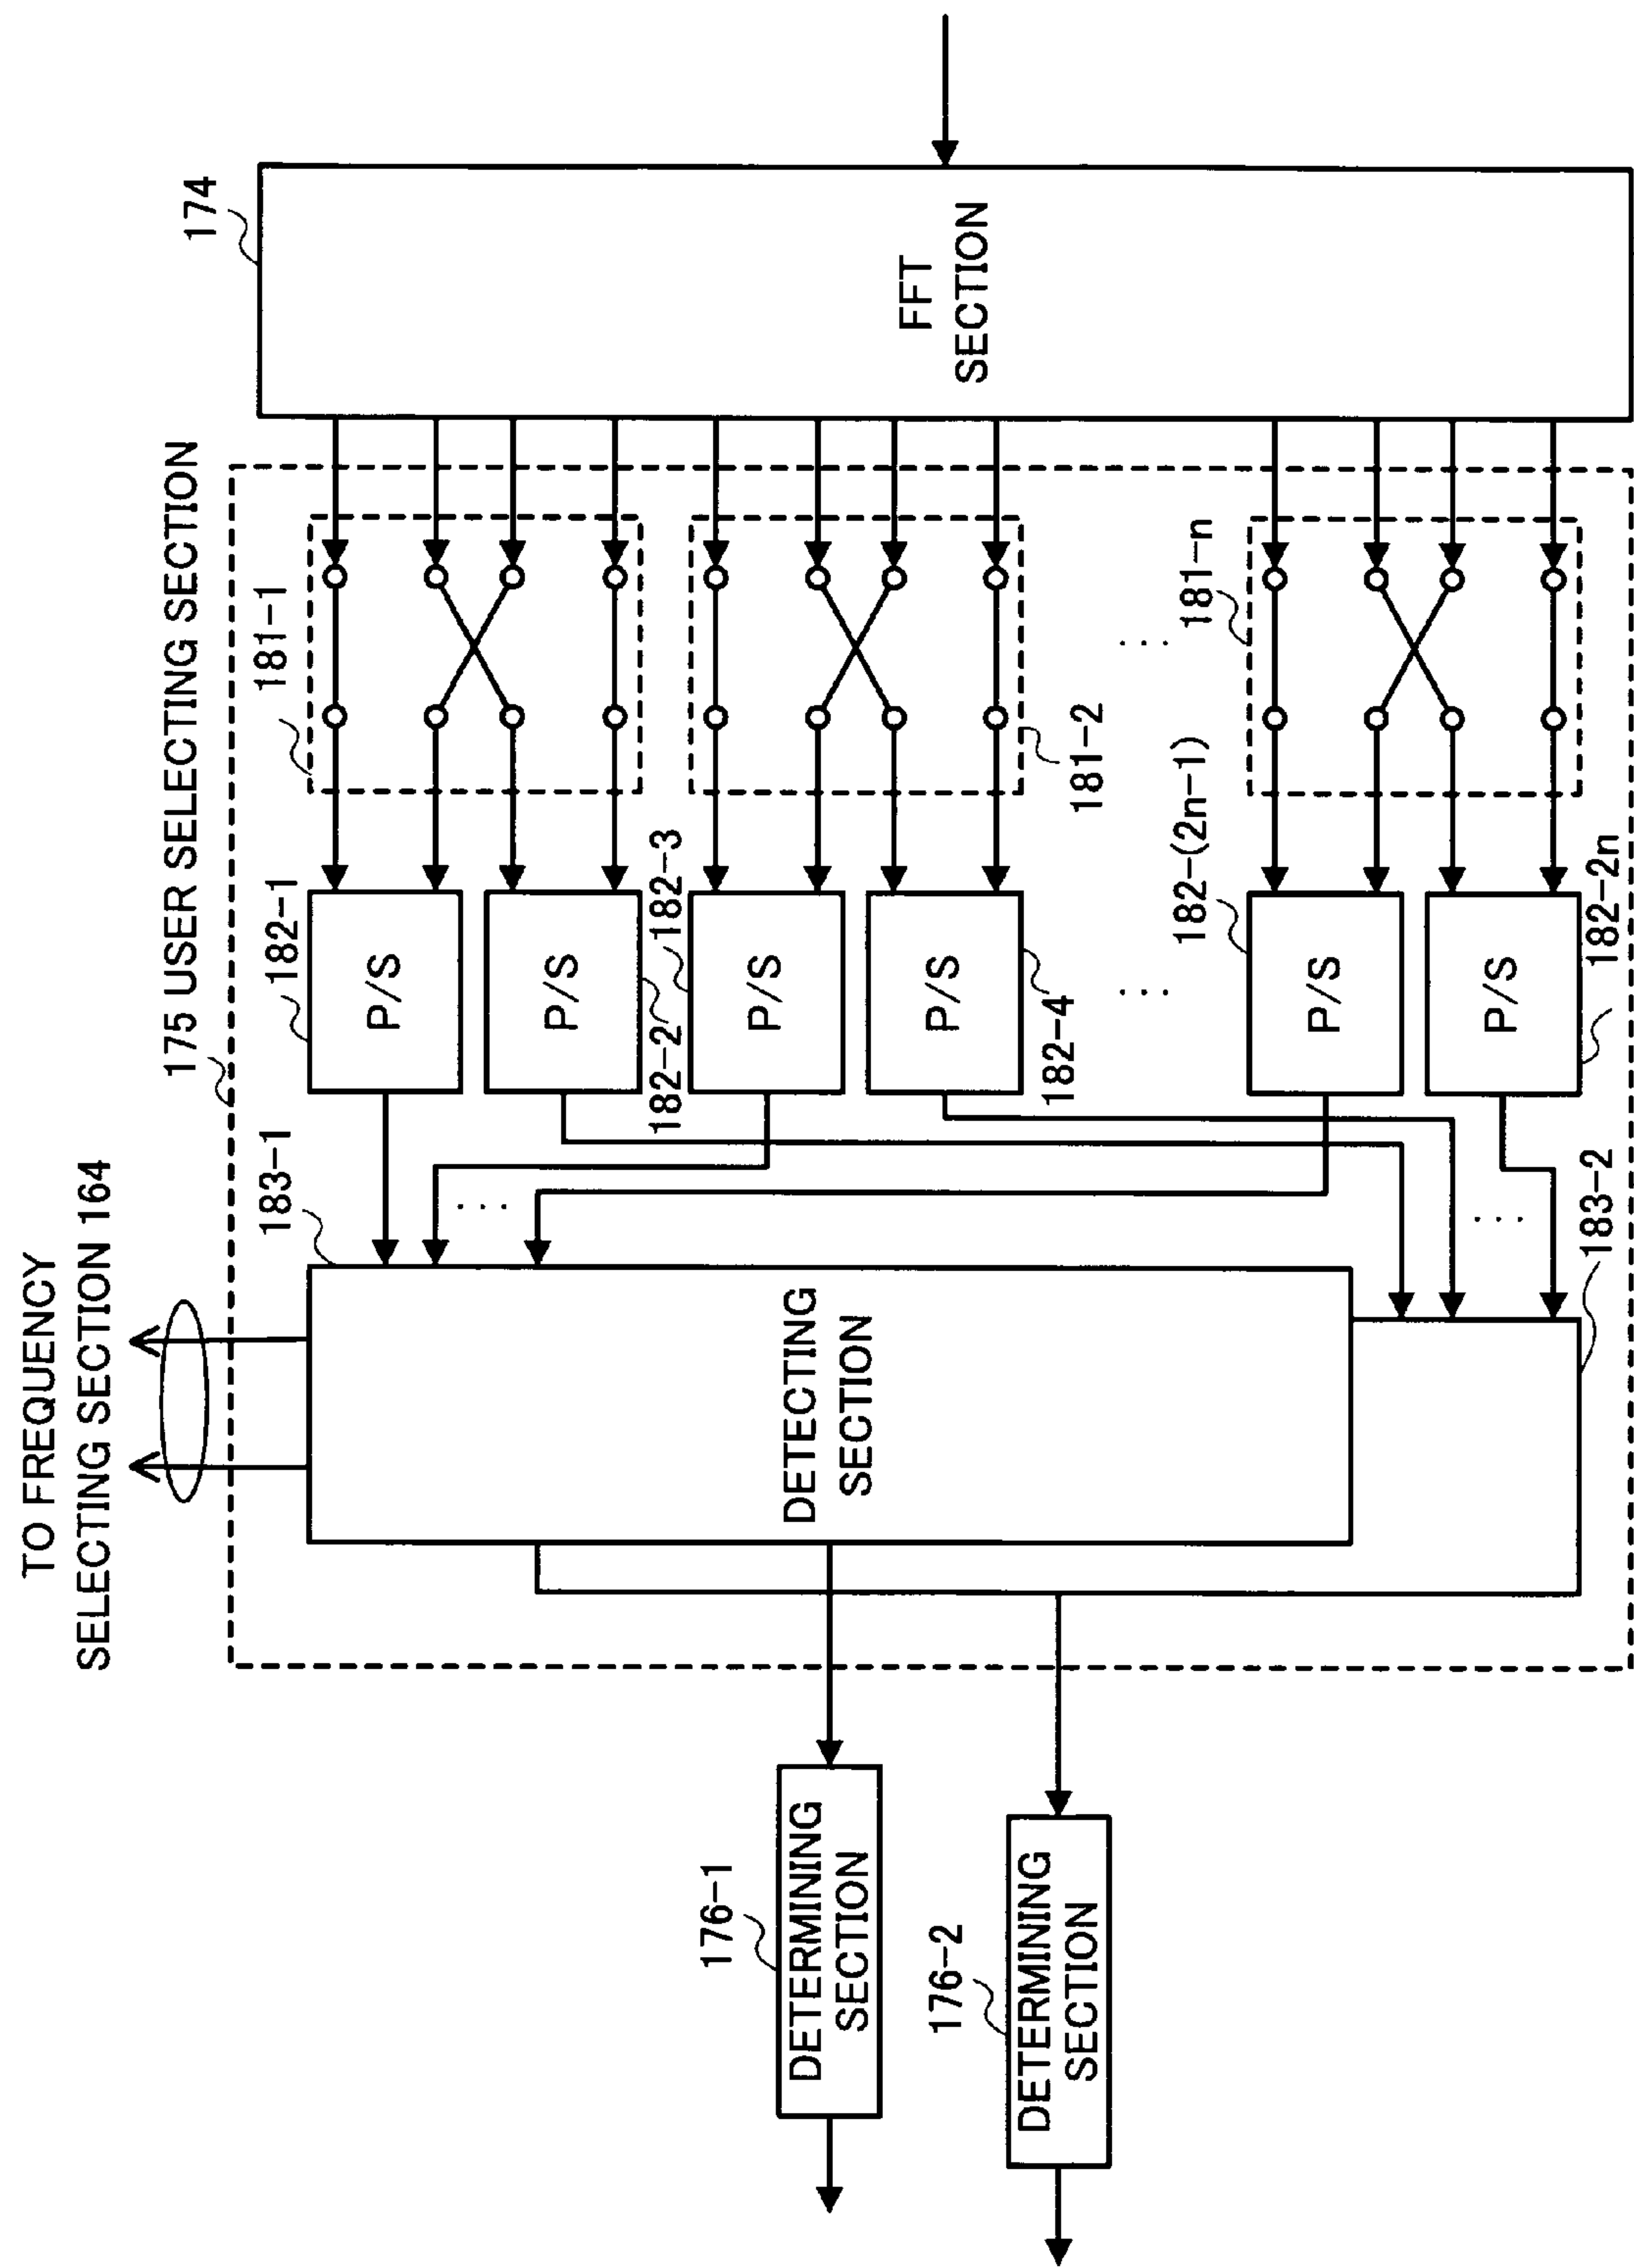 TO FREQUENCY
SELECTING SECTION 164
175 USER SELECTING SECTION
174
FFT
SECTION
181-1
181-2
...
181-n
182-1
P/S
182-2
P/S
182-3
P/S
182-4
P/S
...
182-(2n-1)
P/S
182-2n
P/S
183-1
...
...
183-2
DETECTING
SECTION
176-1
DETERMINING
SECTION
176-2
DETERMINING
SECTION